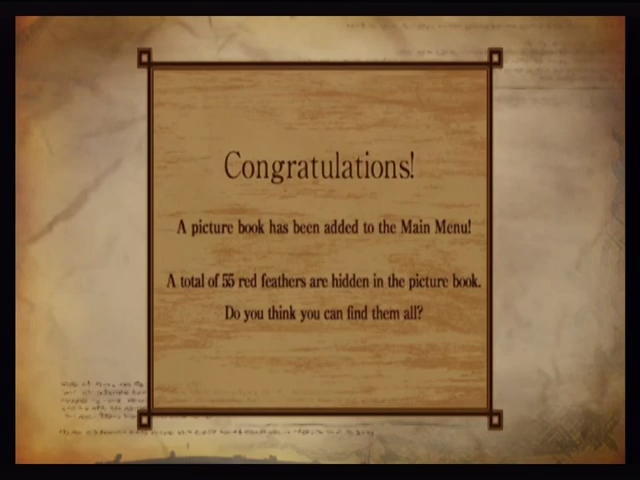 Congratulations!
A picture book has been added to the Main Menu!
A total of 55 red feathers are hidden in the picture book.
Do you think you can find them all?